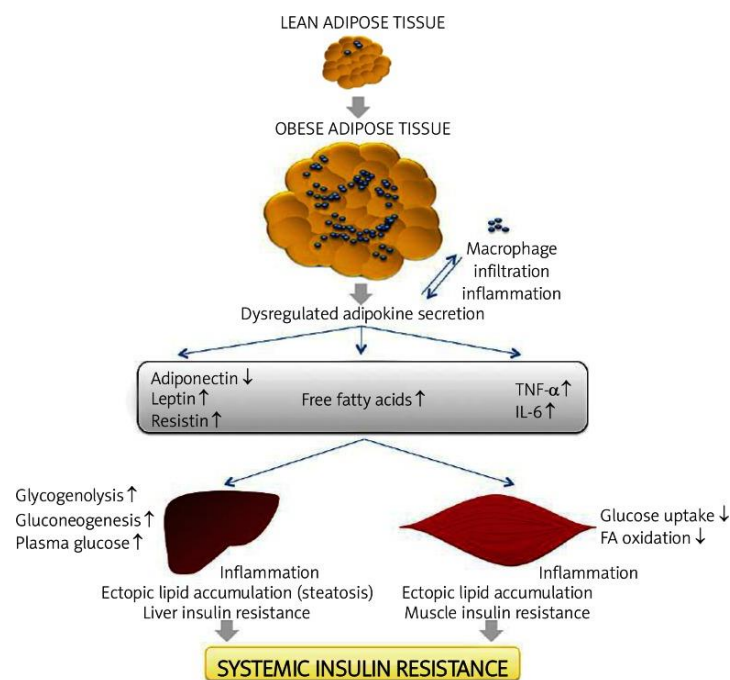 LEAN ADIPOSE TISSUE
OBESE ADIPOSE TISSUE
Macrophage
infiltration
inflammation
Dysregulated adipokine secretion
Adiponectin ↓
Leptin ↑
Resistin ↑
Free fatty acids ↑
TNF-α ↑
IL-6 ↑
Glycogenolysis ↑
Gluconeogenesis ↑
Plasma glucose ↑
Inflammation
Ectopic lipid accumulation (steatosis)
Liver insulin resistance
Glucose uptake ↓
FA oxidation ↓
Inflammation
Ectopic lipid accumulation
Muscle insulin resistance
SYSTEMIC INSULIN RESISTANCE